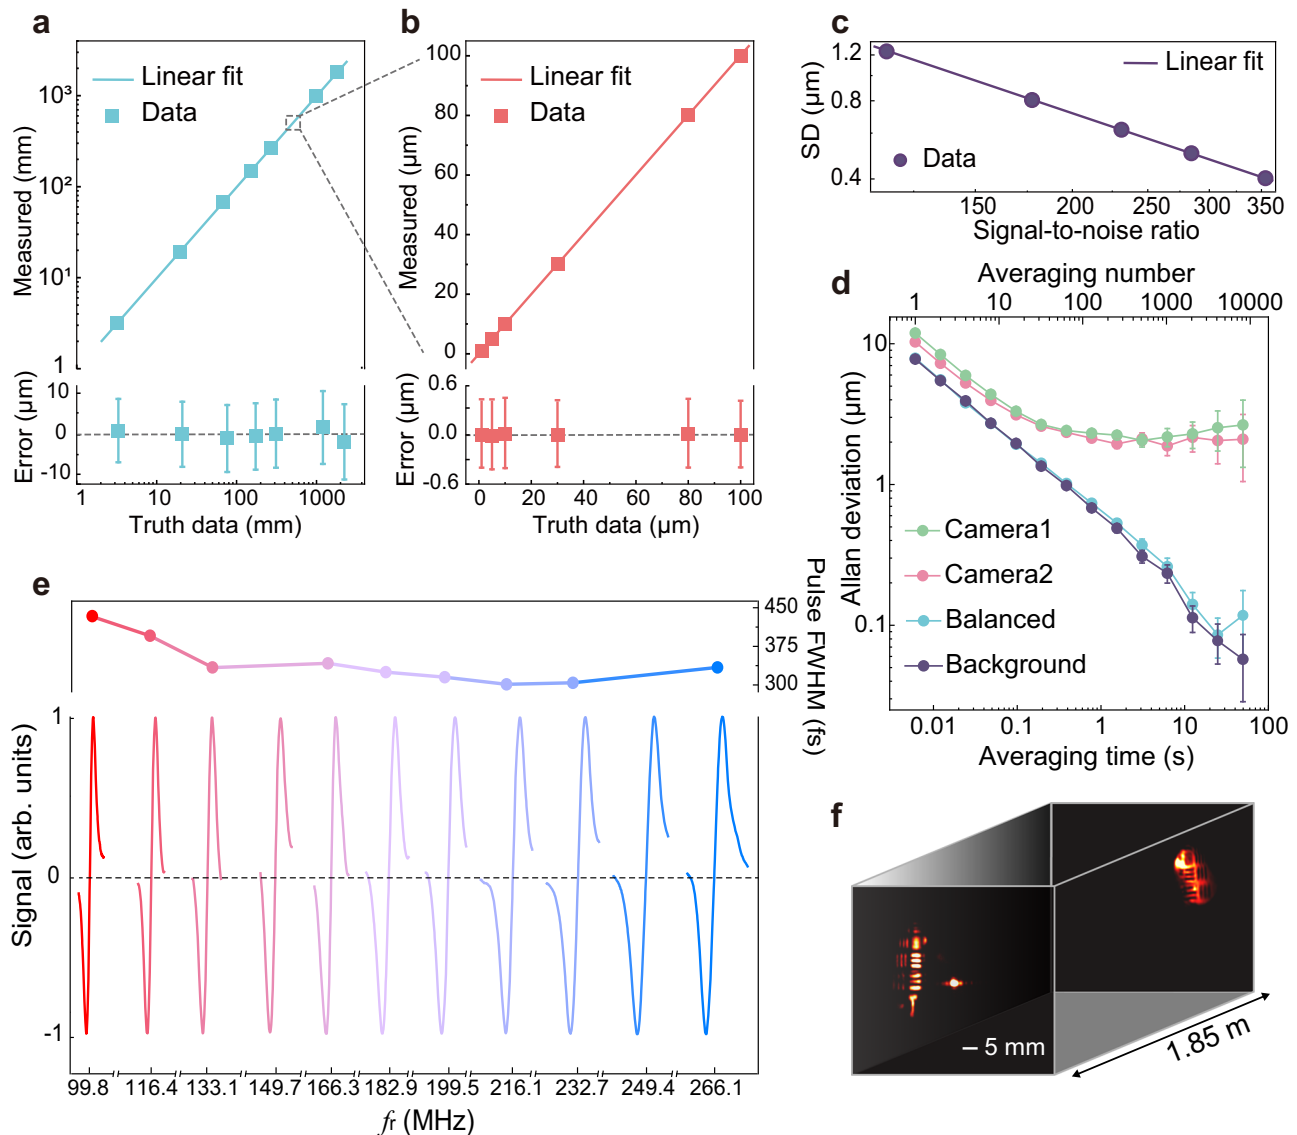 a
Linear fit
Data
Measured (mm)
10³
10²
10¹
1
Error (µm)
10
0
-10
1
10
100
1000
Truth data (mm)
b
Linear fit
Data
Measured (µm)
100
80
60
40
20
0
Error (µm)
0.6
0.0
-0.6
0
20
40
60
80
100
Truth data (µm)
c
Linear fit
Data
SD (µm)
1.2
0.8
0.4
150
200
250
300
350
Signal-to-noise ratio
d
Averaging number
1
10
100
1000
10000
Allan deviation (µm)
10
1
0.1
Camera1
Camera2
Balanced
Background
0.01
0.1
1
10
100
Averaging time (s)
e
Pulse FWHM (fs)
450
375
300
Signal (arb. units)
1
0
-1
99.8
116.4
133.1
149.7
166.3
182.9
199.5
216.1
232.7
249.4
266.1
fr (MHz)
f
5 mm
1.85 m